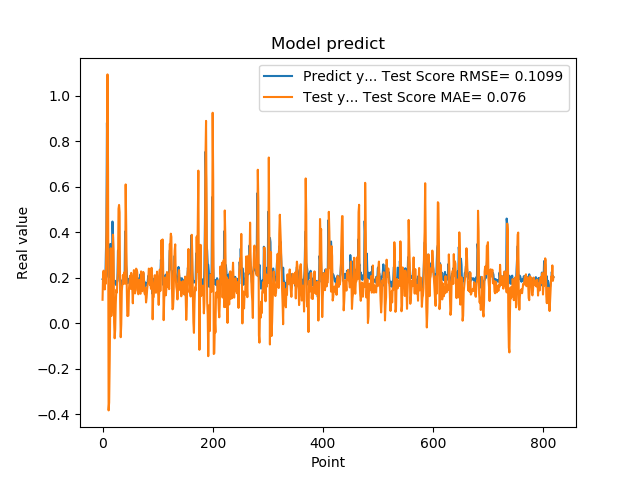 Model predict
Predict y... Test Score RMSE= 0.1099
Test y... Test Score MAE= 0.076
1.0
0.8
0.6
0.4
0.2
0.0
−0.2
−0.4
Real value
0 200 400 600 800
Point